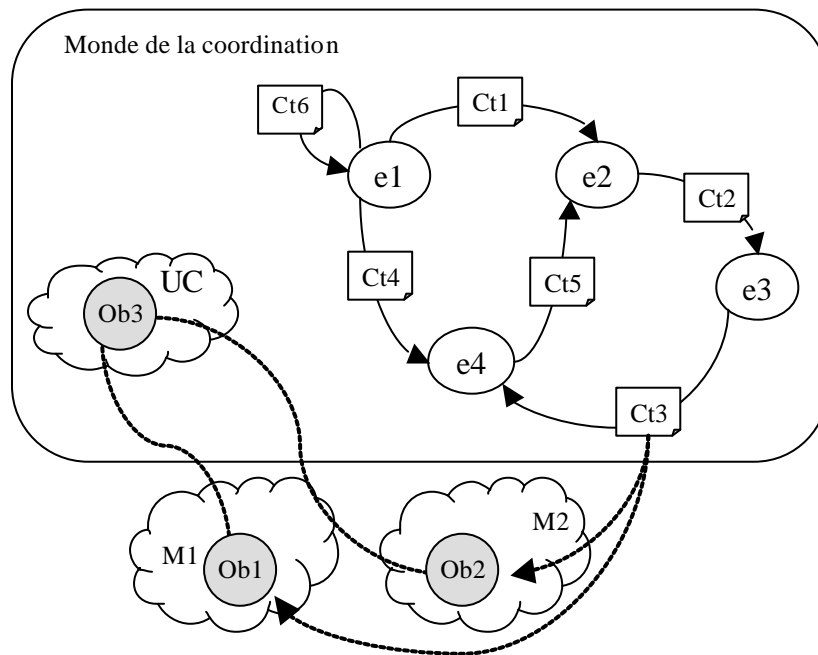 Monde de la coordination
Ct6
Ct1
e1
e2
Ct2
UC
Ct4
Ct5
e3
Ob3
e4
Ct3
M1
Ob1
Ob2
M2